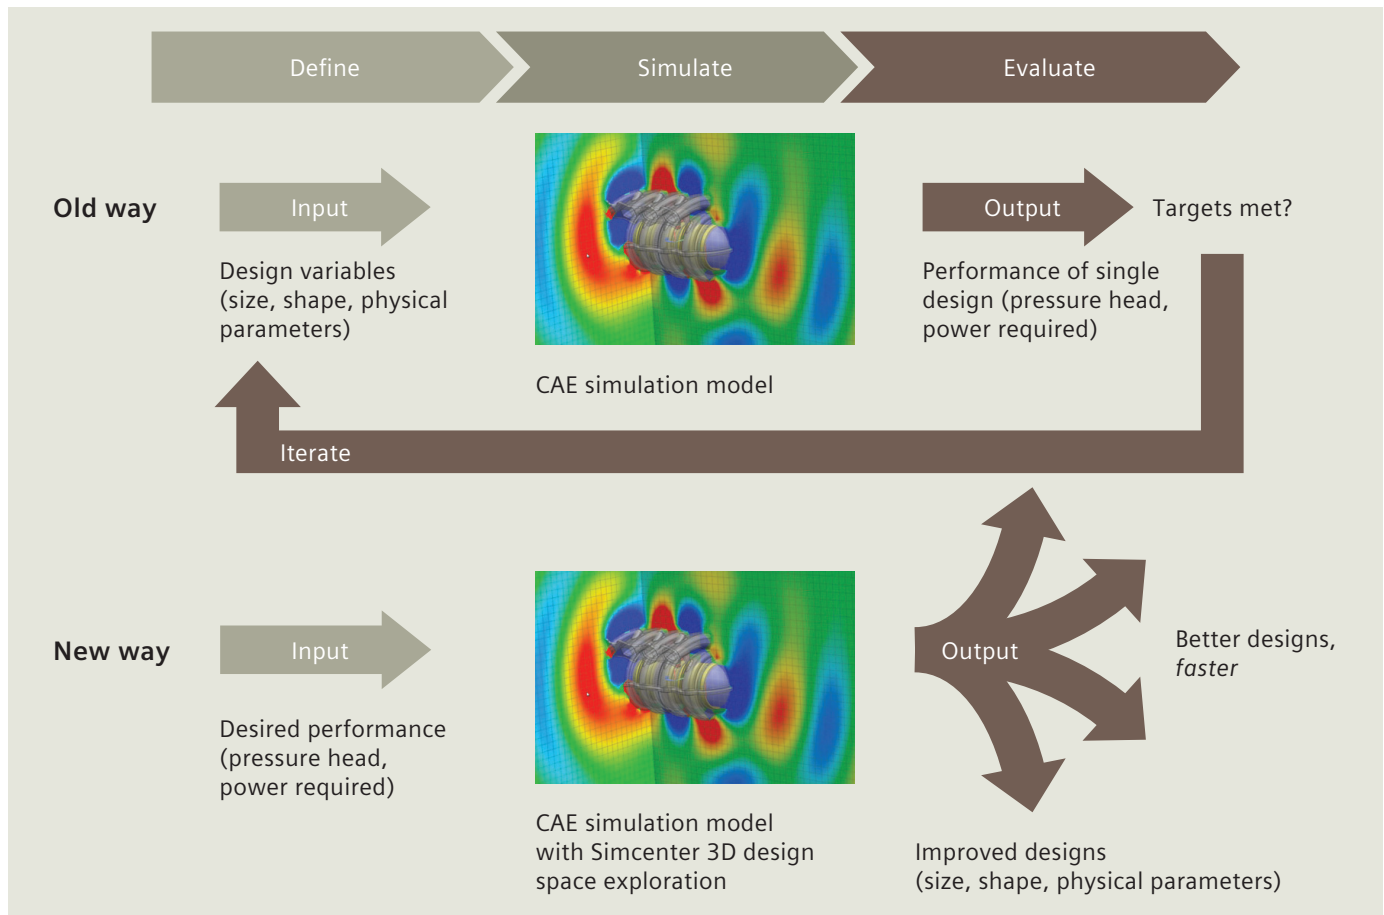 Define
Simulate
Evaluate
Old way
Input
Output
Targets met?
Design variables
(size, shape, physical
parameters)
CAE simulation model
Performance of single
design (pressure head,
power required)
Iterate
New way
Input
Output
Better designs,
faster
Desired performance
(pressure head,
power required)
CAE simulation model
with Simcenter 3D design
space exploration
Improved designs
(size, shape, physical parameters)